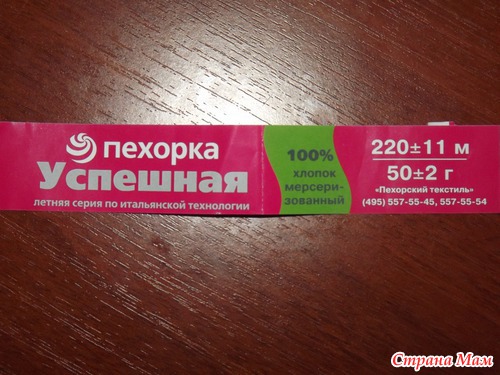 пехорка
Успешная
летняя серия по итальянской технологии
100%
хлопок
мерсери-
зованный
220±11 м
50±2 г
"Пехорский текстиль"
(495) 557-55-45, 557-55-54
Страна Мам